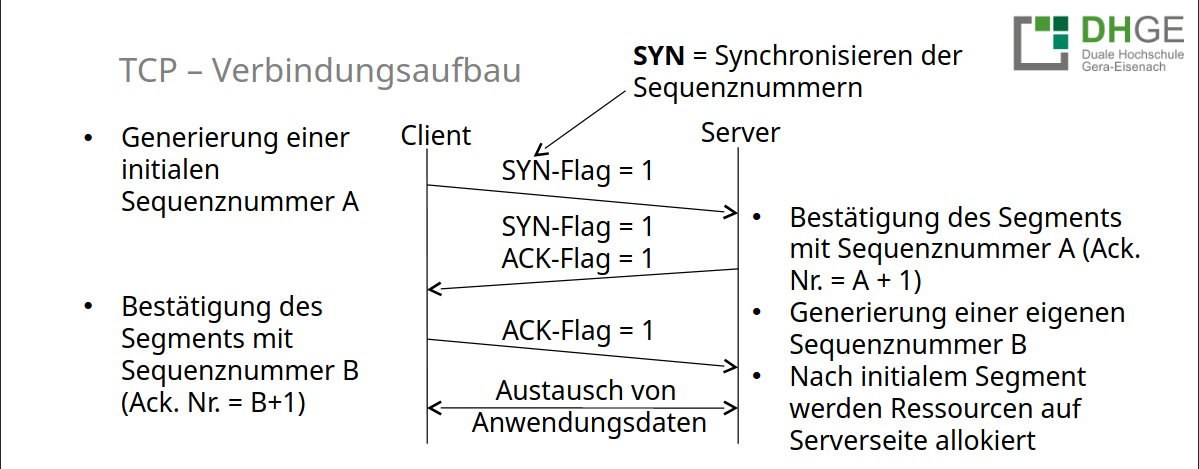 TCP – Verbindungsaufbau
SYN = Synchronisieren der
Sequenznummern
DHGE
Duale Hochschule
Gera-Eisenach
• Generierung einer
initialen
Sequenznummer A
Client
Server
SYN-Flag = 1
SYN-Flag = 1
ACK-Flag = 1
• Bestätigung des Segments
mit Sequenznummer A (Ack.
Nr. = A + 1)
• Generierung einer eigenen
Sequenznummer B
• Nach initialem Segment
werden Ressourcen auf
Serverseite allokiert
• Bestätigung des
Segments mit
Sequenznummer B
(Ack. Nr. = B+1)
ACK-Flag = 1
Austausch von
Anwendungsdaten